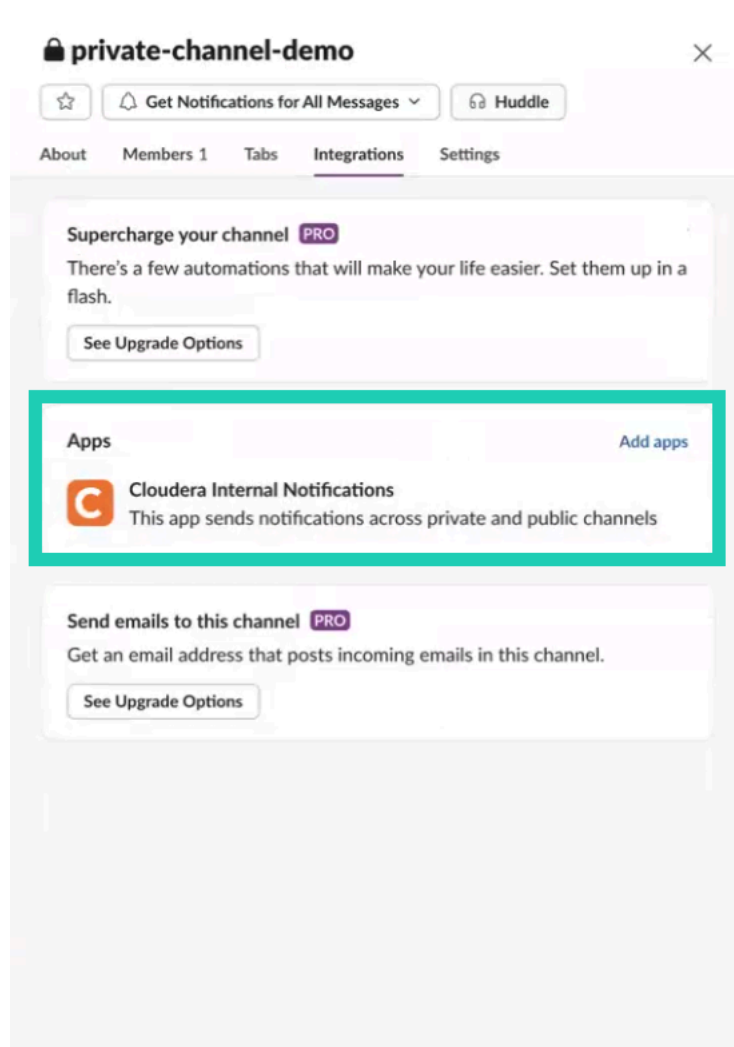 private-channel-demo
Get Notifications for All Messages
Huddle
About Members 1 Tabs Integrations Settings
Supercharge your channel PRO
There’s a few automations that will make your life easier. Set them up in a
flash.
See Upgrade Options
Apps Add apps
C
Cloudera Internal Notifications
This app sends notifications across private and public channels
Send emails to this channel PRO
Get an email address that posts incoming emails in this channel.
See Upgrade Options